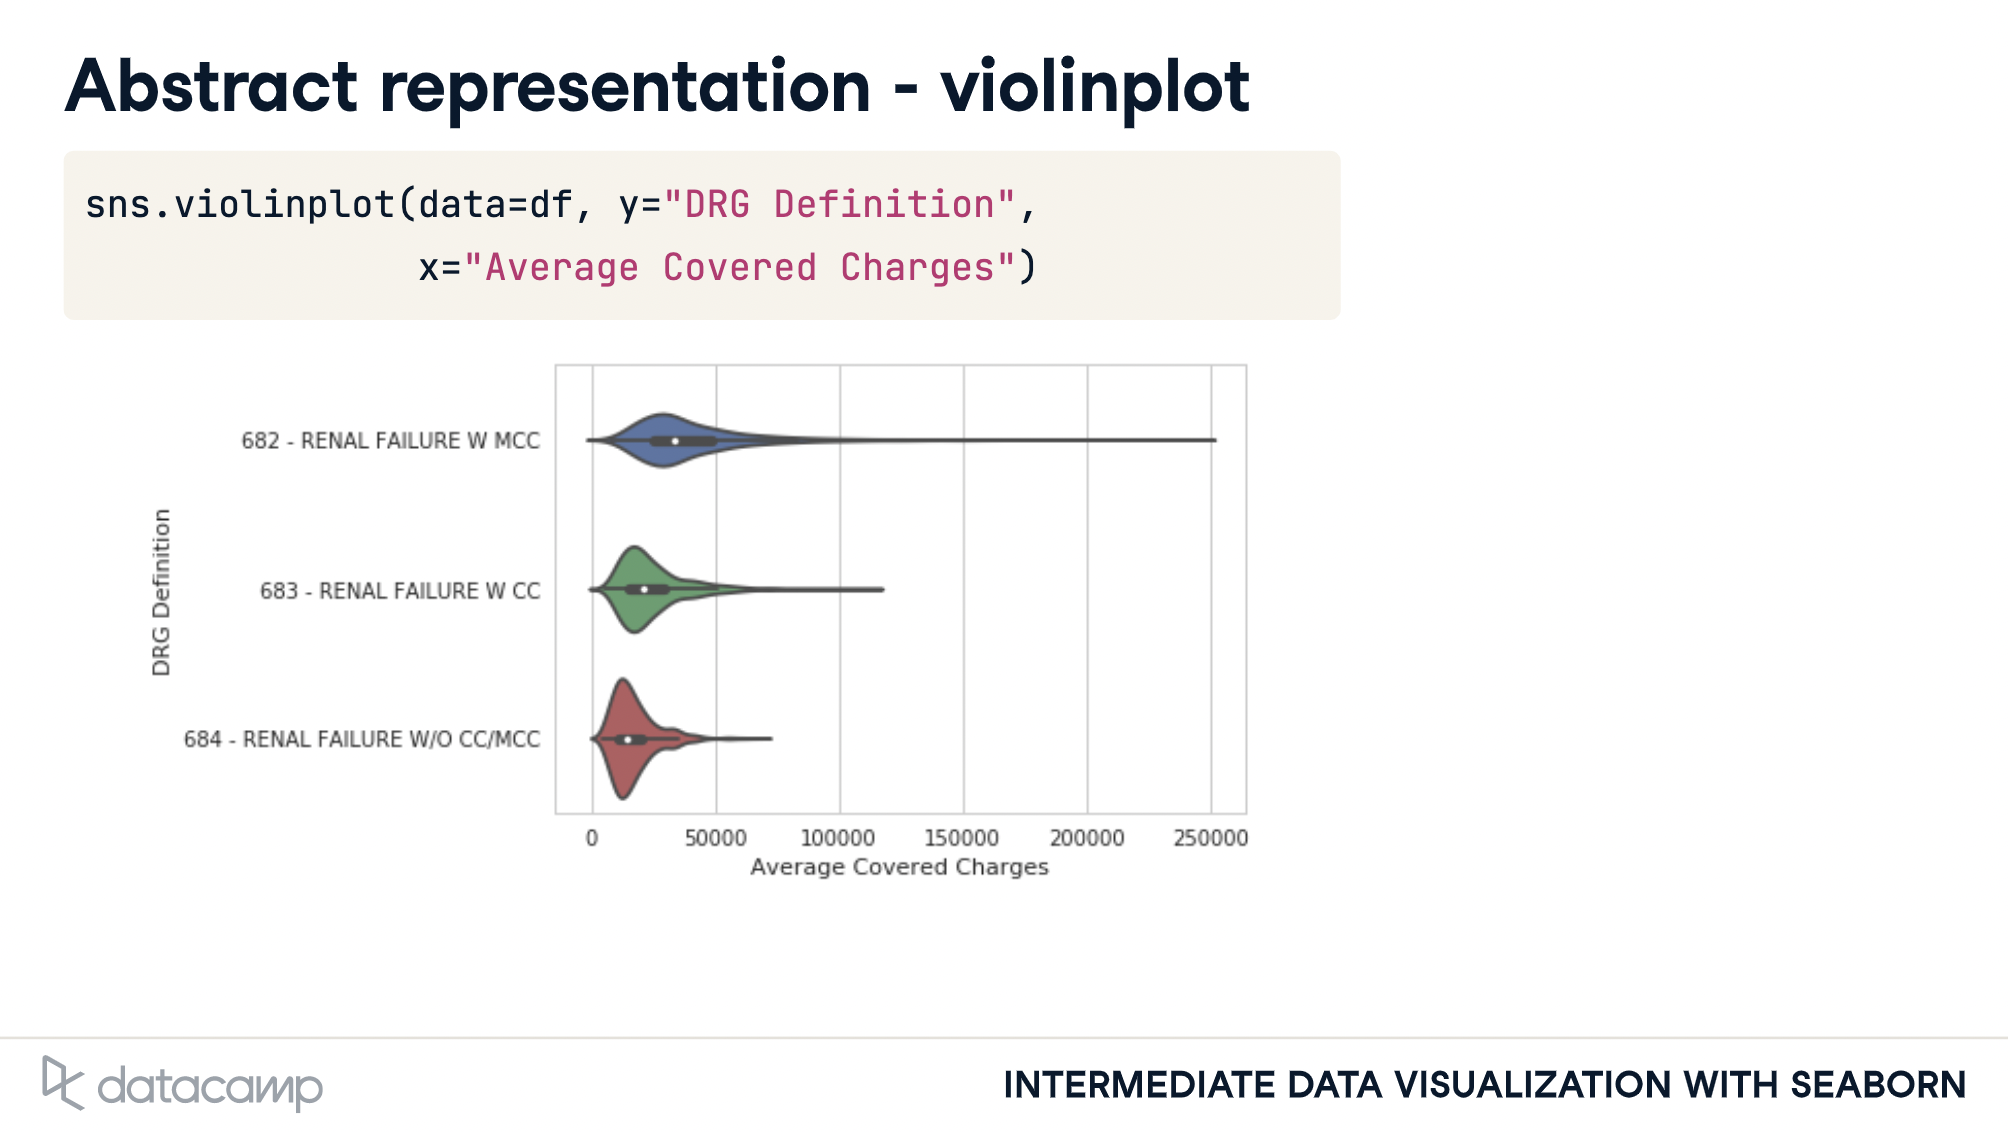 Abstract representation - violinplot
sns.violinplot(data=df, y="DRG Definition",
x="Average Covered Charges")
682 - RENAL FAILURE W MCC
683 - RENAL FAILURE W CC
684 - RENAL FAILURE W/O CC/MCC
DRG Definition
0 50000 100000 150000 200000 250000
Average Covered Charges
datacamp
INTERMEDIATE DATA VISUALIZATION WITH SEABORN